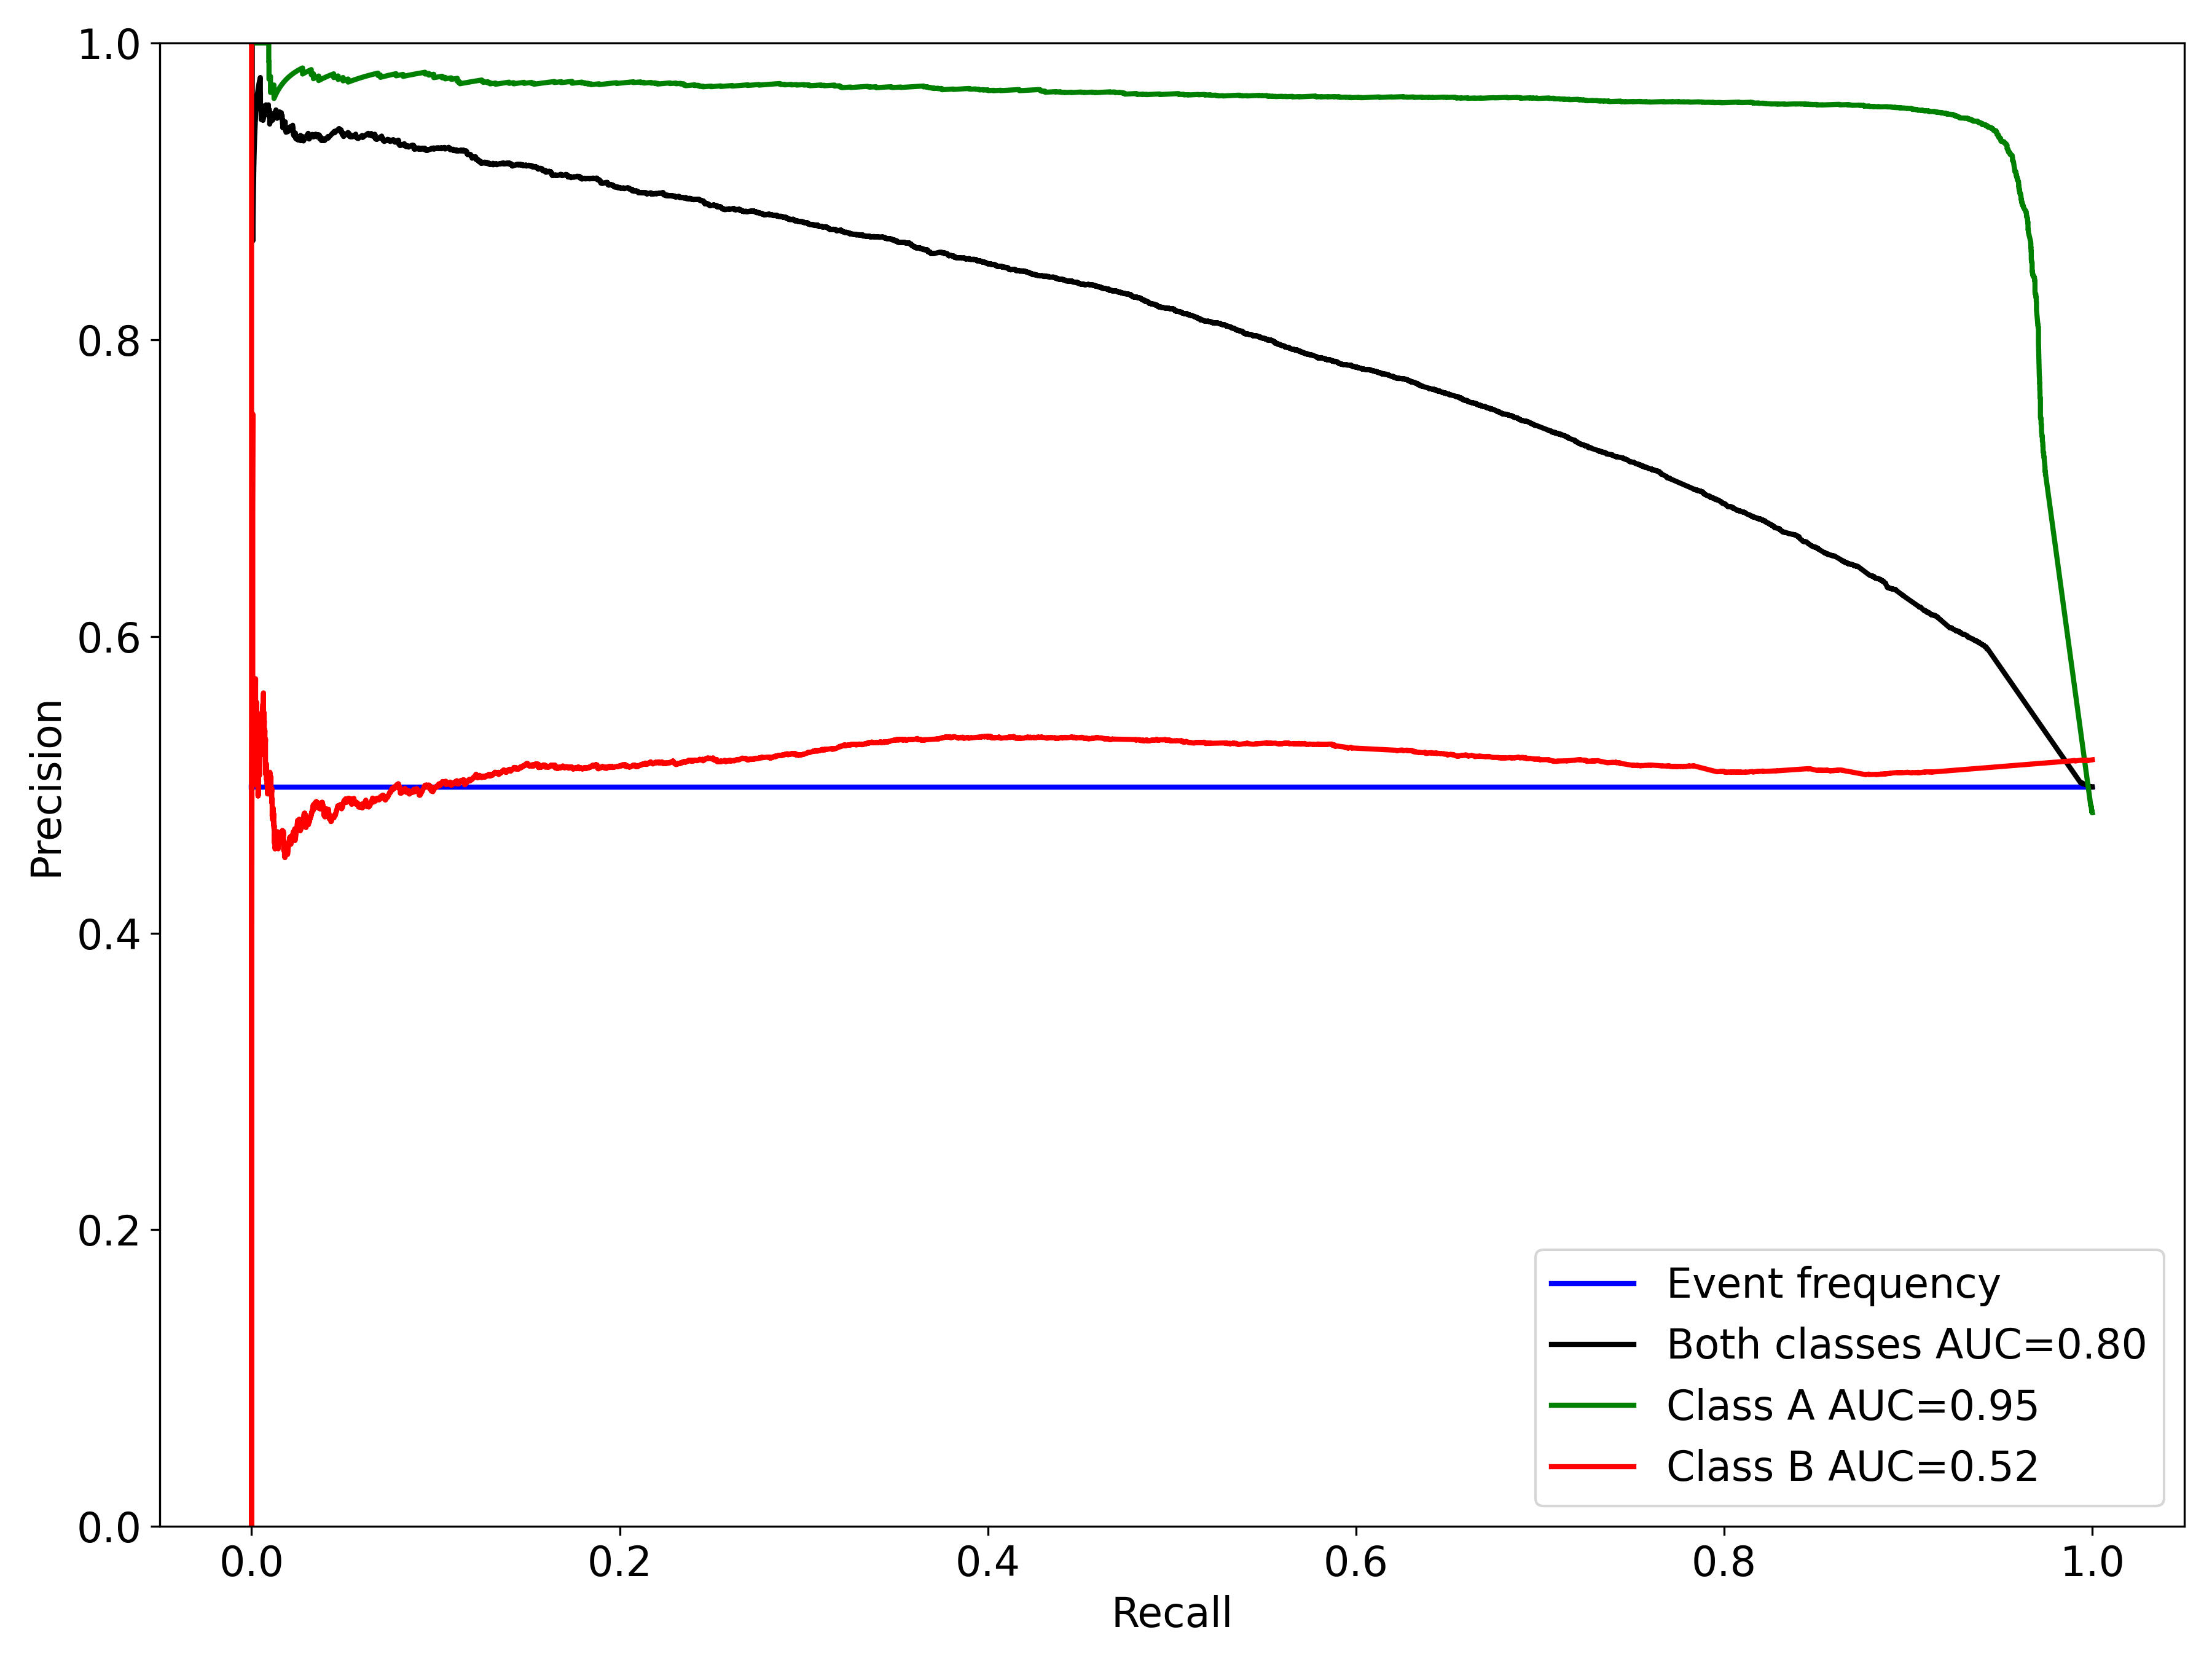 1.0
0.8
0.6
0.4
0.2
0.0
Precision
0.0 0.2 0.4 0.6 0.8 1.0
Recall
Event frequency
Both classes AUC=0.80
Class A AUC=0.95
Class B AUC=0.52